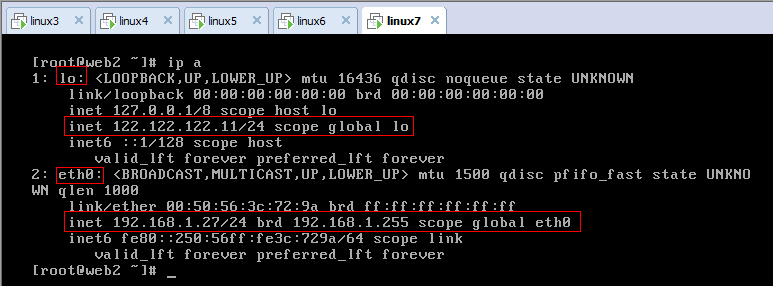 linux3 × linux4 × linux5 × linux6 × linux7 ×
[root@web2 ~]# ip a
1: lo: <LOOPBACK,UP,LOWER_UP> mtu 16436 qdisc noqueue state UNKNOWN
link/loopback 00:00:00:00:00:00 brd 00:00:00:00:00:00
inet 127.0.0.1/8 scope host lo
inet 122.122.122.11/24 scope global lo
inet6 ::1/128 scope host
valid_lft forever preferred_lft forever
2: eth0: <BROADCAST,MULTICAST,UP,LOWER_UP> mtu 1500 qdisc pfifo_fast state UNKNO
WN qlen 1000
link/ether 00:50:56:3c:72:9a brd ff:ff:ff:ff:ff:ff
inet 192.168.1.27/24 brd 192.168.1.255 scope global eth0
inet6 fe80::250:56ff:fe3c:729a/64 scope link
valid_lft forever preferred_lft forever
[root@web2 ~]# _